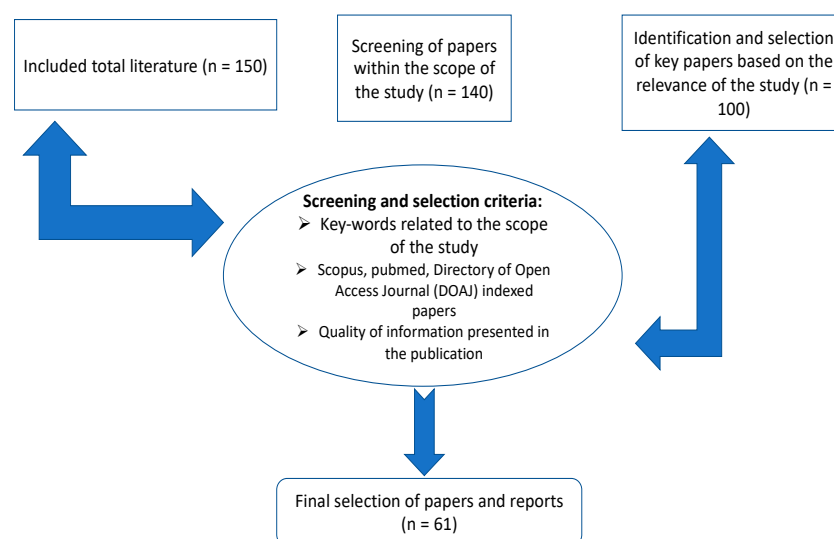 Included total literature (n = 150)
Screening of papers
within the scope of
the study (n = 140)
Identification and selection
of key papers based on the
relevance of the study (n =
100)
Screening and selection criteria:
➢ Key-words related to the scope
of the study
➢ Scopus, pubmed, Directory of Open
Access Journal (DOAJ) indexed
papers
➢ Quality of information presented in
the publication
Final selection of papers and reports
(n = 61)